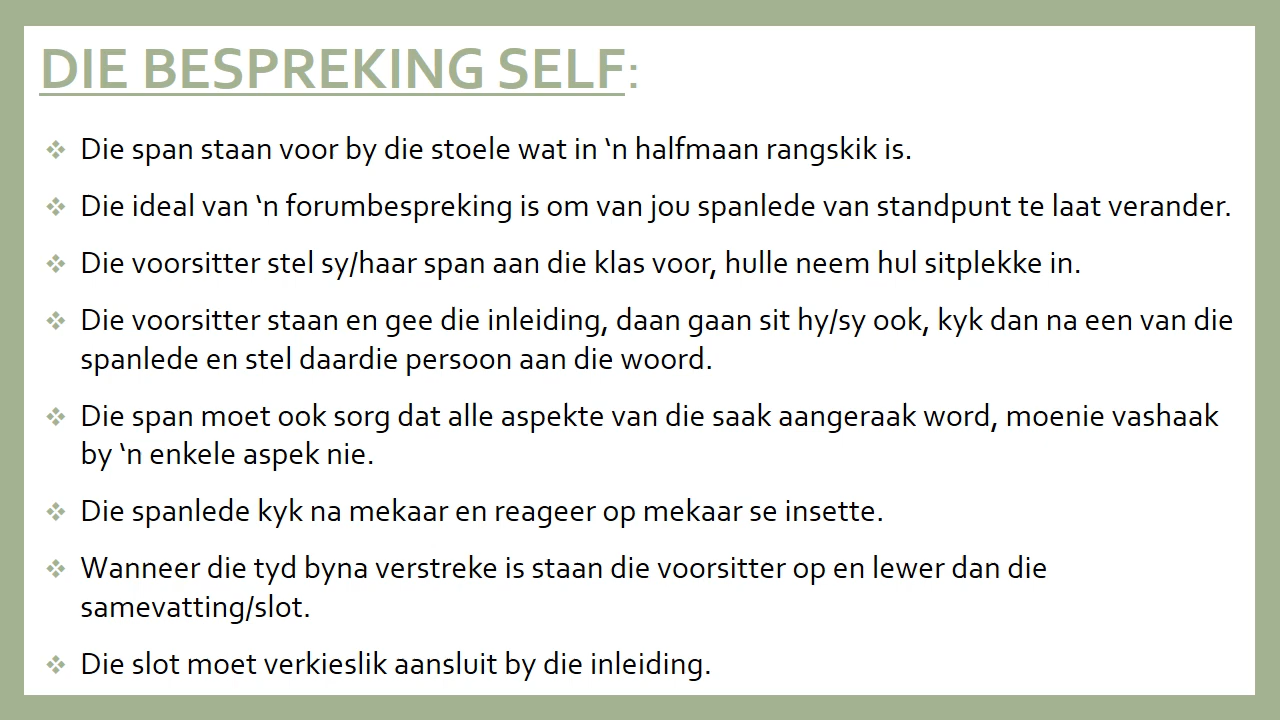 DIE BESPREKING SELF:
❖ Die span staan voor by die stoele wat in ‘n halfmaan rangskik is.
❖ Die ideal van ‘n forumbespreking is om van jou spanlede van standpunt te laat verander.
❖ Die voorsitter stel sy/haar span aan die klas voor, hulle neem hul sitplekke in.
❖ Die voorsitter staan en gee die inleiding, daan gaan sit hy/sy ook, kyk dan na een van die
spanlede en stel daardie persoon aan die woord.
❖ Die span moet ook sorg dat alle aspekte van die saak aangeraak word, moenie vashaak
by ‘n enkele aspek nie.
❖ Die spanlede kyk na mekaar en reageer op mekaar se insette.
❖ Wanneer die tyd byna verstreke is staan die voorsitter op en lewer dan die
samevatting/slot.
❖ Die slot moet verkieslik aansluit by die inleiding.